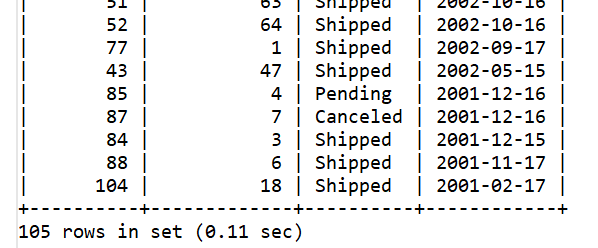 | 51 | 63 | Shipped | 2002-10-16 |
| 52 | 64 | Shipped | 2002-10-16 |
| 77 | 1 | Shipped | 2002-09-17 |
| 43 | 47 | Shipped | 2002-05-15 |
| 85 | 4 | Pending | 2001-12-16 |
| 87 | 7 | Canceled | 2001-12-16 |
| 84 | 3 | Shipped | 2001-12-15 |
| 88 | 6 | Shipped | 2001-11-17 |
| 104 | 18 | Shipped | 2001-02-17 |
+----------+-------------+----------+------------+
105 rows in set (0.11 sec)